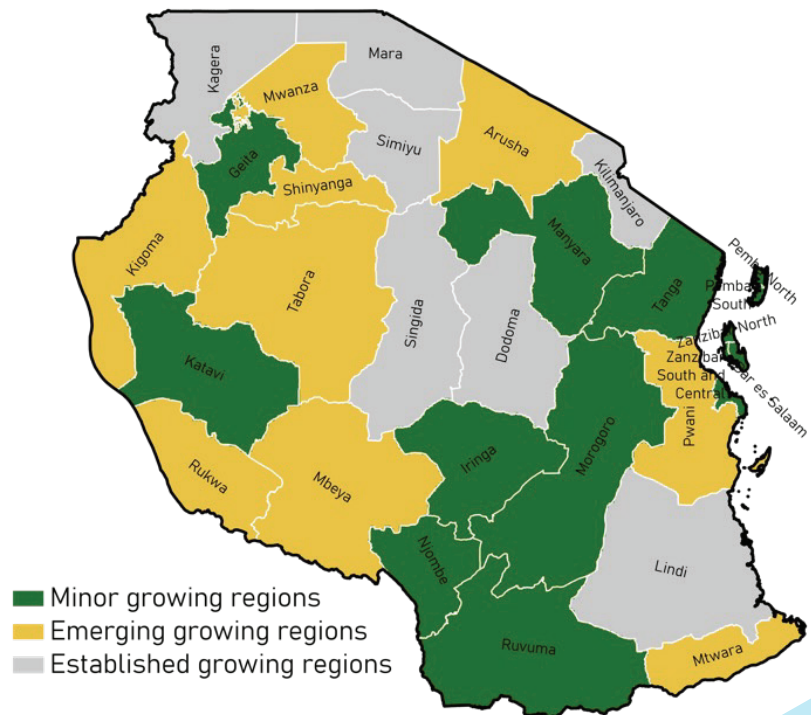 Kagera
Mara
Mwanza
Simiyu
Arusha
Geita
Shinyanga
Kilimanjaro
Kigoma
Tabora
Manyara
Tanga
Pemba North
Pemba
South
Singida
Dodoma
Zanzibar North
Zanzibar
South and
Central
Dar es Salaam
Katavi
Pwani
Morogoro
Iringa
Rukwa
Mbeya
Njombe
Lindi
Ruvuma
Mtwara
Minor growing regions
Emerging growing regions
Established growing regions